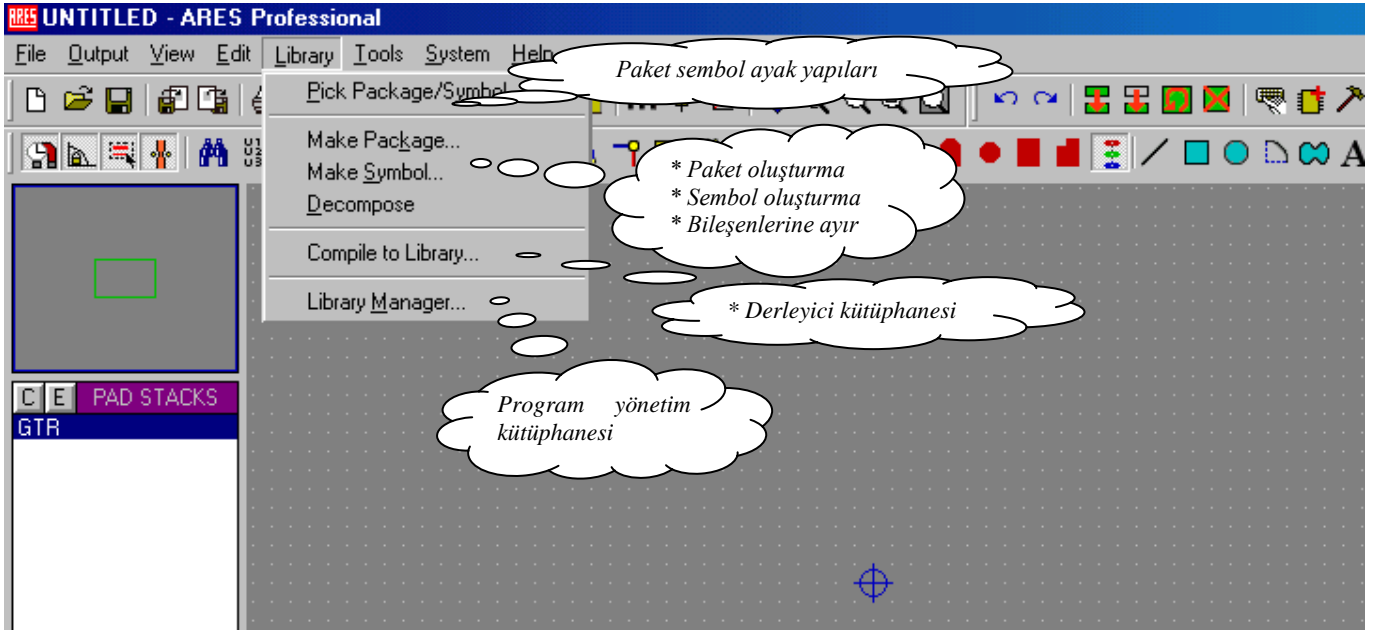 ARES UNTITLED - ARES Professional
File Output View Edit Library Tools System Help
Paket sembol ayak yapıları
Pick Package/Symbol
Make Package...
Make Symbol...
Decompose
* Paket oluşturma
* Sembol oluşturma
* Bileşenlerine ayır
Compile to Library...
* Derleyici kütüphanesi
Library Manager...
Program yönetim
kütüphanesi
C E PAD STACKS
GTR
A